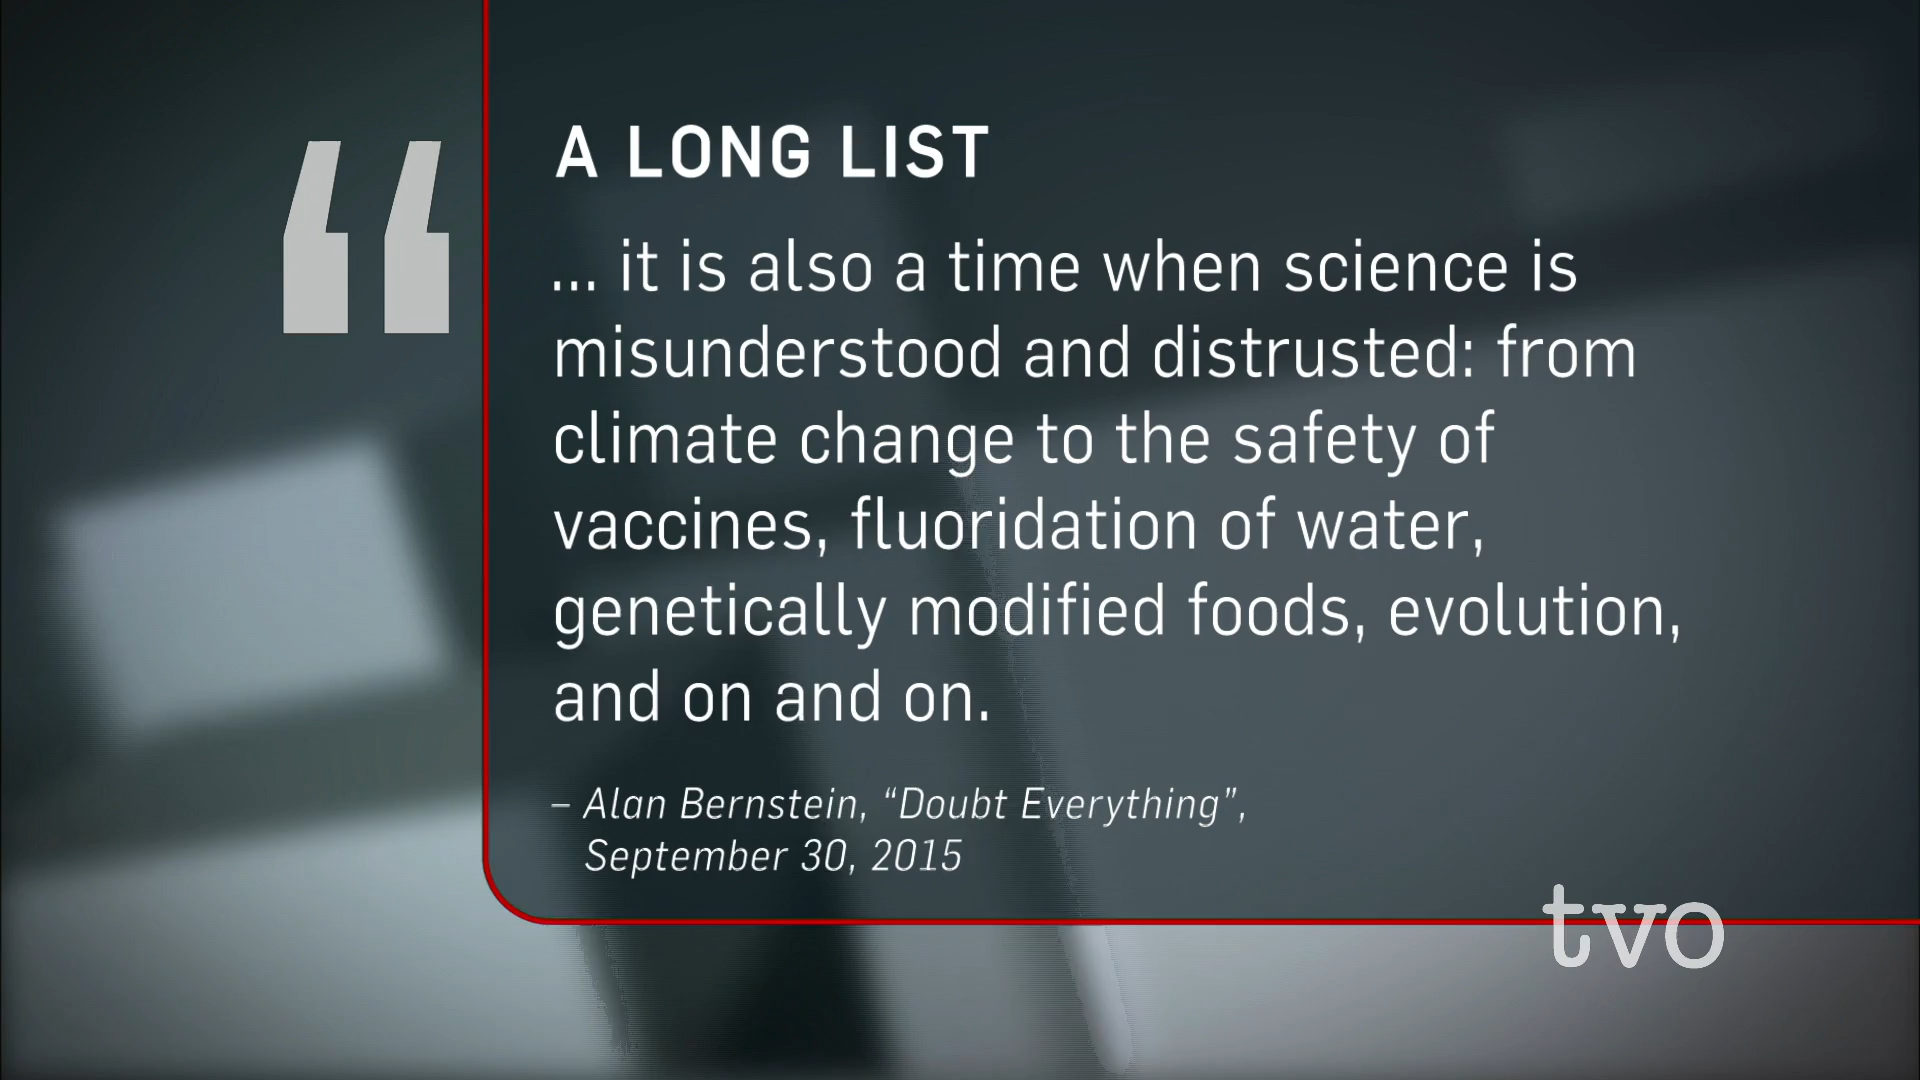 “
A LONG LIST
... it is also a time when science is
misunderstood and distrusted: from
climate change to the safety of
vaccines, fluoridation of water,
genetically modified foods, evolution,
and on and on.
– Alan Bernstein, “Doubt Everything”,
September 30, 2015
tvo